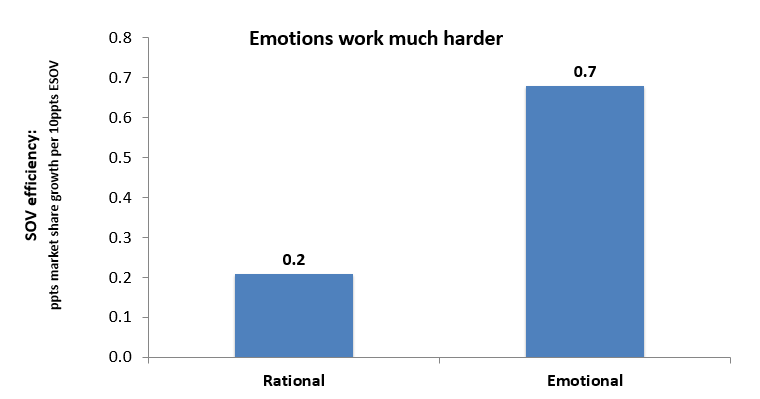 Emotions work much harder
SOV efficiency:
ppts market share growth per 10ppts ESOV
0.8
0.7
0.6
0.5
0.4
0.3
0.2
0.1
0.0
0.2
0.7
Rational
Emotional